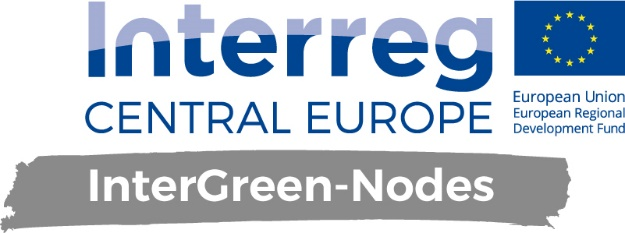 Interreg
CENTRAL EUROPE
European Union
European Regional
Development Fund
InterGreen-Nodes